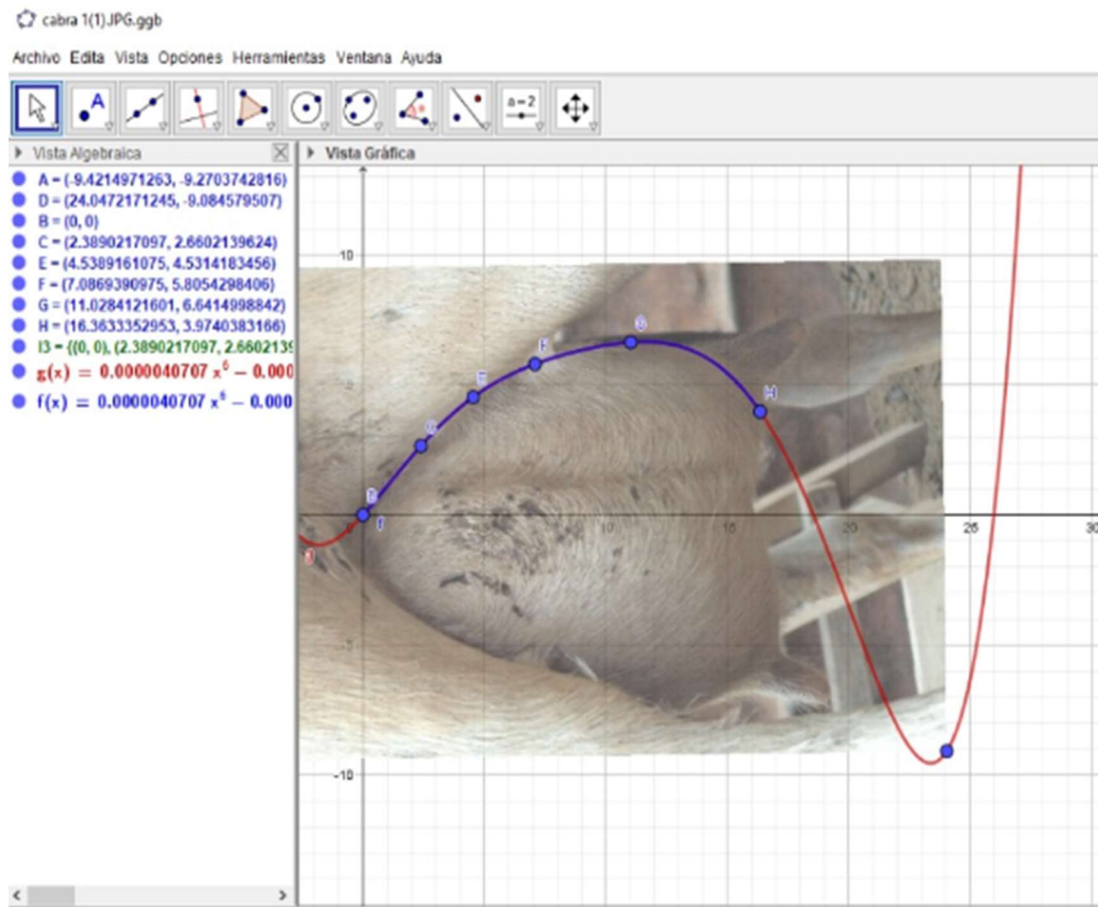 cabra 1(1).JPG.ggb
Archivo Edita Vista Opciones Herramientas Ventana Ayuda
A
a=2
Vista Algebraica
Vista Gráfica
A = (-9.4214971263, -9.2703742816)
D = (24.0472171245, -9.084579507)
B = (0, 0)
C = (2.3890217097, 2.6602139624)
E = (4.5389161075, 4.5314183456)
F = (7.0869390975, 5.8054298406)
G = (11.0284121601, 6.6414998842)
H = (16.3633352953, 3.9740383166)
l3 = {(0, 0), (2.3890217097, 2.6602139
g(x) = 0.0000040707 x⁶ − 0.000
f(x) = 0.0000040707 x⁶ − 0.000
10
G
F
E
H
C
B
f
0
10
15
20
25
30
-5
-10